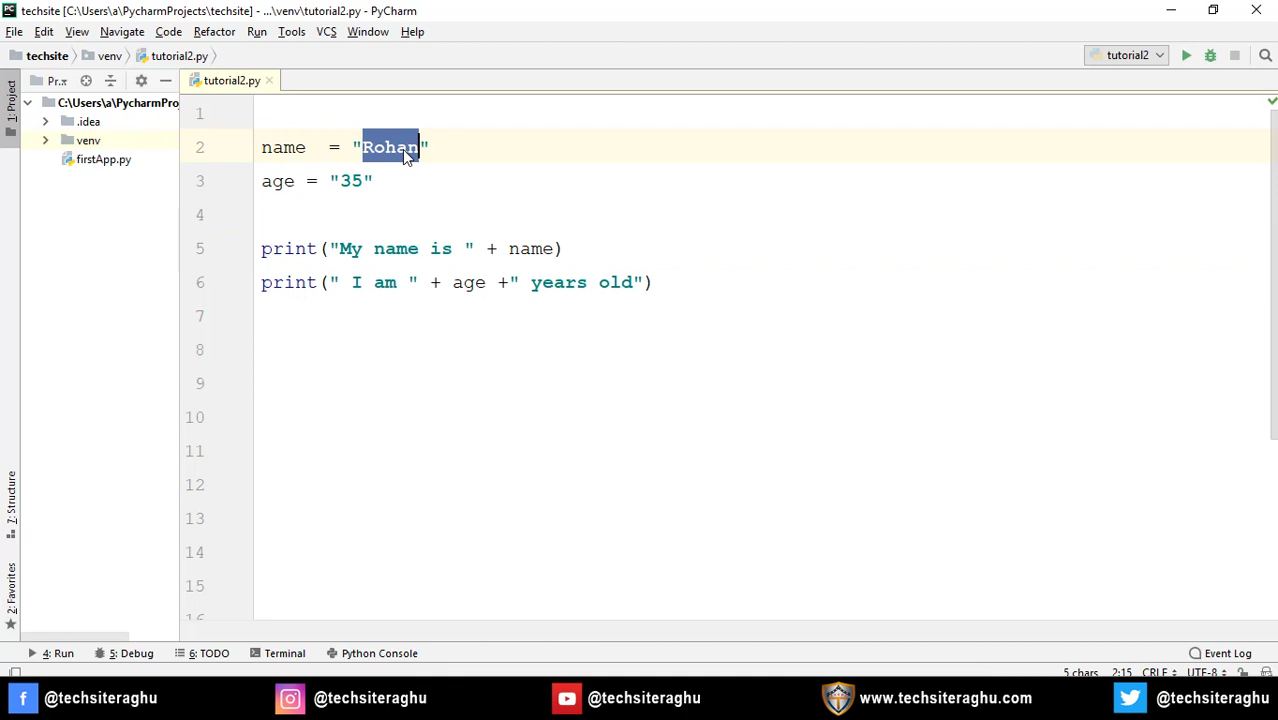 techsite [C:\Users\a\PycharmProjects\techsite] - ...\venv\tutorial2.py - PyCharm
File Edit View Navigate Code Refactor Run Tools VCS Window Help
techsite venv tutorial2.py tutorial2
1: Project Pr.. tutorial2.py
C:\Users\a\PycharmProj
.idea
venv
firstApp.py
7: Structure
2: Favorites
1
2 name  = "Rohan"
3 age = "35"
4
5 print("My name is " + name)
6 print(" I am " + age +" years old")
7
8
9
10
11
12
13
14
15
16
4: Run 5: Debug 6: TODO Terminal Python Console Event Log
5 chars 2:15 CRLF UTF-8
@techsiteraghu @techsiteraghu @techsiteraghu www.techsiteraghu.com @techsiteraghu